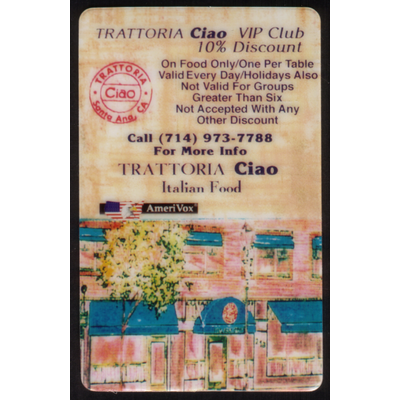 TRATTORIA Ciao VIP Club
10% Discount
On Food Only/One Per Table
Valid Every Day/Holidays Also
Not Valid For Groups
Greater Than Six
Not Accepted With Any
Other Discount
TRATTORIA
Ciao
Santa Ana, CA
Call (714) 973-7788
For More Info
TRATTORIA Ciao
Italian Food
AmeriVox